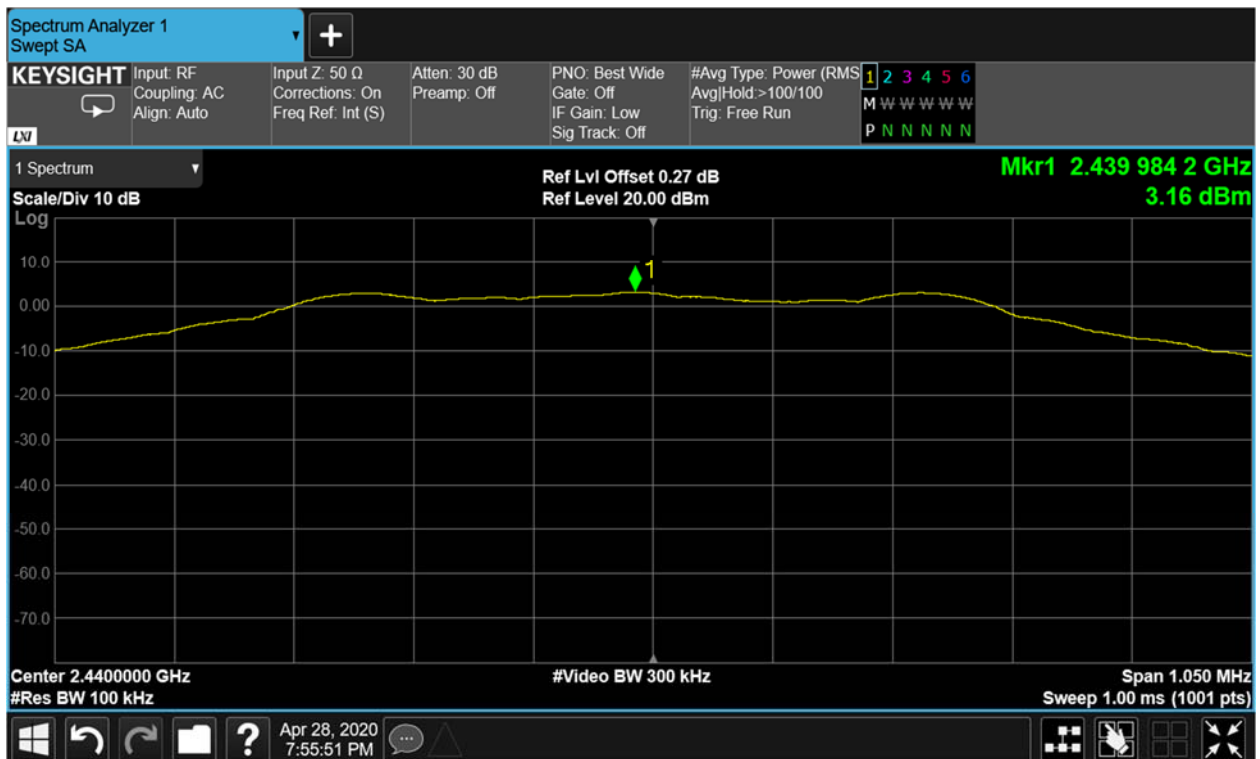 Spectrum Analyzer 1
Swept SA
+
KEYSIGHT
Input: RF
Coupling: AC
Align: Auto
Input Z: 50 Ω
Corrections: On
Freq Ref: Int (S)
Atten: 30 dB
Preamp: Off
PNO: Best Wide
Gate: Off
IF Gain: Low
Sig Track: Off
#Avg Type: Power (RMS
Avg|Hold:>100/100
Trig: Free Run
1 2 3 4 5 6
M W W W W W
P N N N N N
LXI
1 Spectrum
Scale/Div 10 dB
Ref Lvl Offset 0.27 dB
Ref Level 20.00 dBm
Mkr1 2.439 984 2 GHz
3.16 dBm
Log
10.0
0.00
-10.0
-20.0
-30.0
-40.0
-50.0
-60.0
-70.0
1
Center 2.4400000 GHz
#Res BW 100 kHz
#Video BW 300 kHz
Span 1.050 MHz
Sweep 1.00 ms (1001 pts)
?
Apr 28, 2020
7:55:51 PM